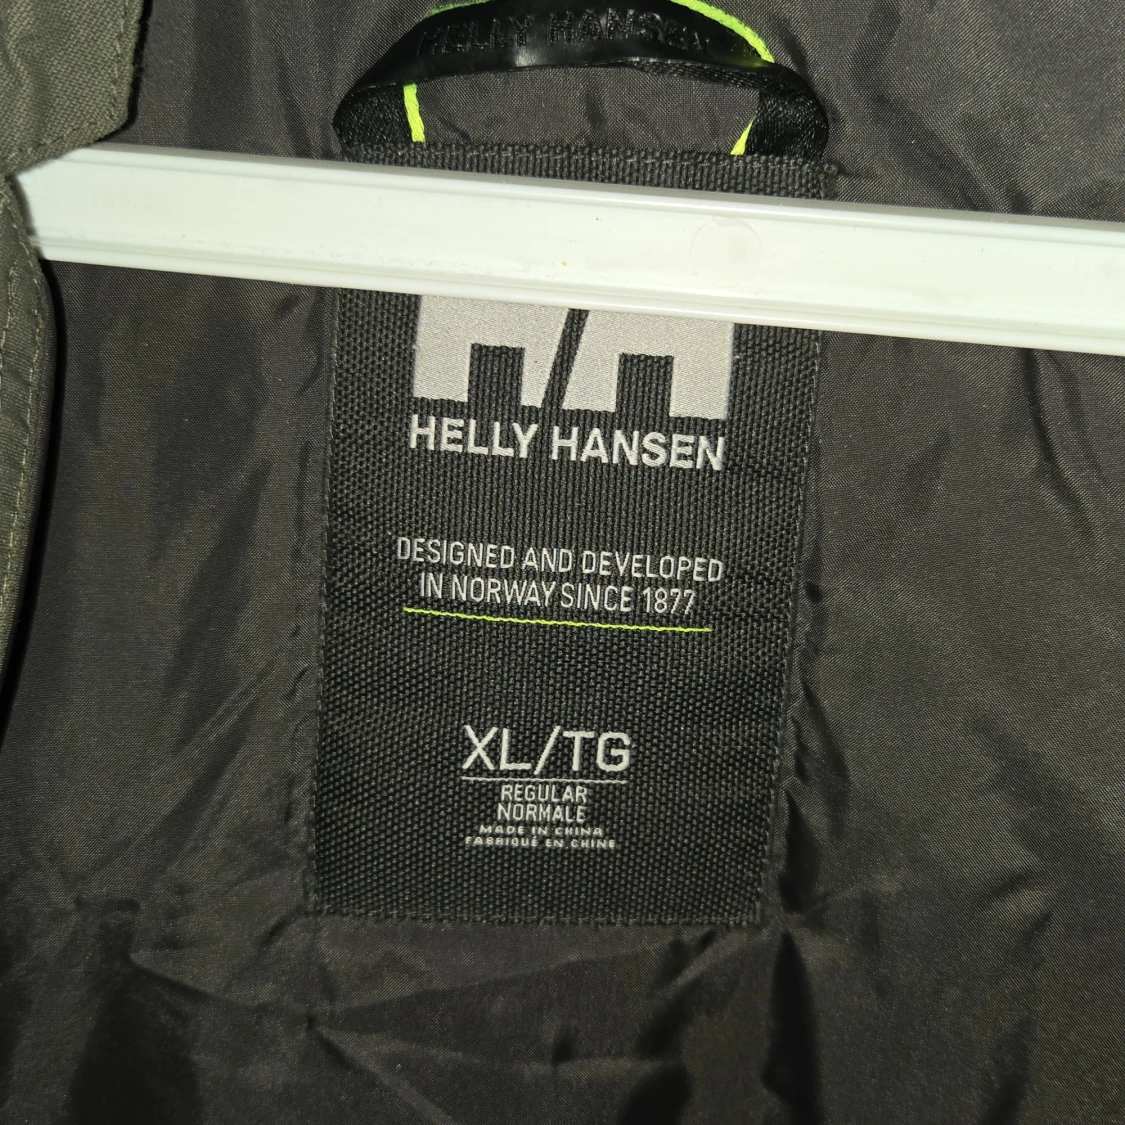 HELLY HANSEN
HH
HELLY HANSEN
DESIGNED AND DEVELOPED
IN NORWAY SINCE 1877
XL/TG
REGULAR
NORMALE
MADE IN CHINA
FABRIQUÉ EN CHINE